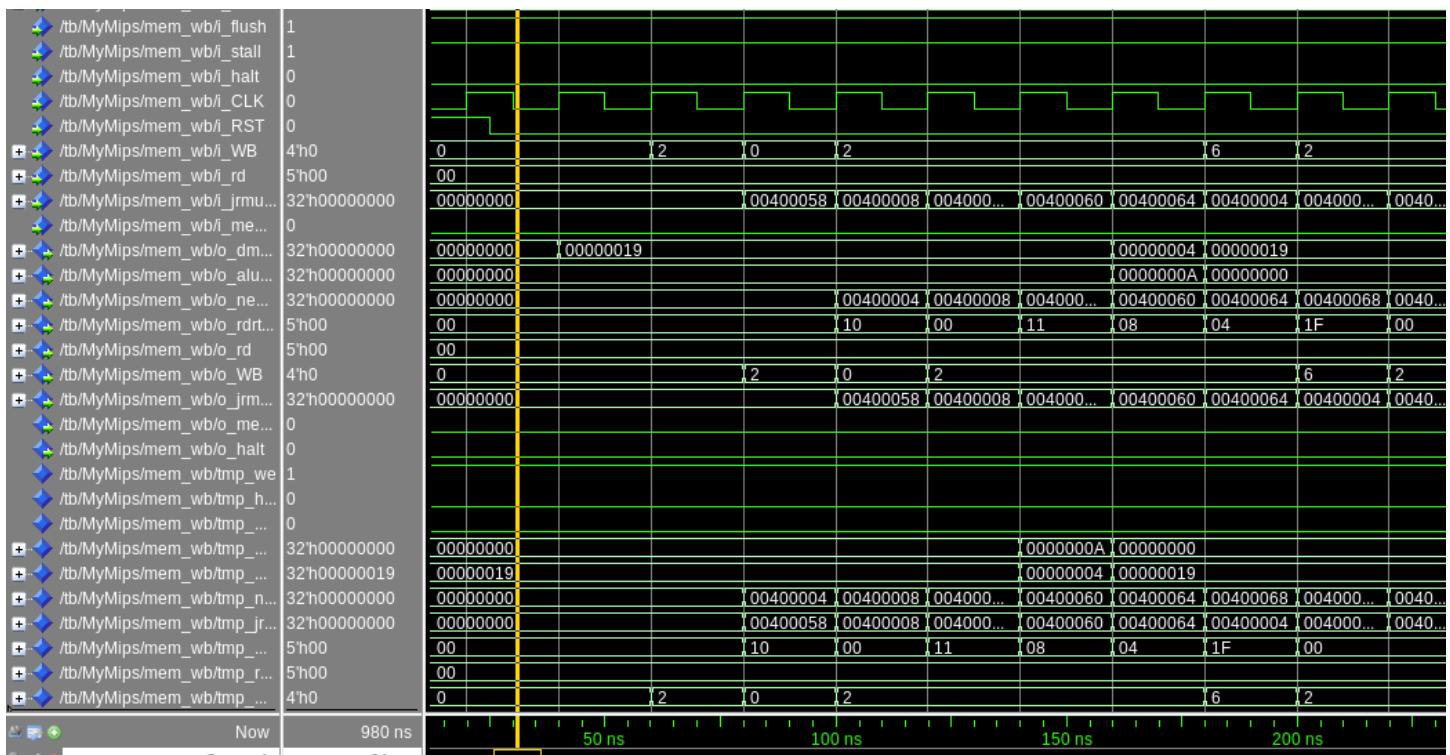 /tb/MyMips/mem_wb/i_flush 1
/tb/MyMips/mem_wb/i_stall 1
/tb/MyMips/mem_wb/i_halt 0
/tb/MyMips/mem_wb/i_CLK 0
/tb/MyMips/mem_wb/i_RST 0
/tb/MyMips/mem_wb/i_WB 4'h0 0 2 0 2 6 2
/tb/MyMips/mem_wb/i_rd 5'h00 00
/tb/MyMips/mem_wb/i_jrmu... 32'h00000000 00000000 00400058 00400008 004000... 00400060 00400064 00400004 004000... 0040...
/tb/MyMips/mem_wb/i_me... 0
/tb/MyMips/mem_wb/o_dm... 32'h00000000 00000000 00000019 00000004 00000019
/tb/MyMips/mem_wb/o_alu... 32'h00000000 00000000 0000000A 00000000
/tb/MyMips/mem_wb/o_ne... 32'h00000000 00000000 00400004 00400008 004000... 00400060 00400064 00400068 0040...
/tb/MyMips/mem_wb/o_rdrt... 5'h00 00 10 00 11 08 04 1F 00
/tb/MyMips/mem_wb/o_rd 5'h00 00
/tb/MyMips/mem_wb/o_WB 4'h0 0 2 0 2 6 2
/tb/MyMips/mem_wb/o_jrm... 32'h00000000 00000000 00400058 00400008 004000... 00400060 00400064 00400004 0040...
/tb/MyMips/mem_wb/o_me... 0
/tb/MyMips/mem_wb/o_halt 0
/tb/MyMips/mem_wb/tmp_we 1
/tb/MyMips/mem_wb/tmp_h... 0
/tb/MyMips/mem_wb/tmp_... 0
/tb/MyMips/mem_wb/tmp_... 32'h00000000 00000000 0000000A 00000000
/tb/MyMips/mem_wb/tmp_... 32'h00000019 00000019 00000004 00000019
/tb/MyMips/mem_wb/tmp_n... 32'h00000000 00000000 00400004 00400008 004000... 00400060 00400064 00400068 004000... 0040...
/tb/MyMips/mem_wb/tmp_jr... 32'h00000000 00000000 00400058 00400008 004000... 00400060 00400064 00400004 004000... 0040...
/tb/MyMips/mem_wb/tmp_... 5'h00 00 10 00 11 08 04 1F 00
/tb/MyMips/mem_wb/tmp_r... 5'h00 00
/tb/MyMips/mem_wb/tmp_... 4'h0 0 2 0 2 6 2
Now 980 ns 50 ns 100 ns 150 ns 200 ns